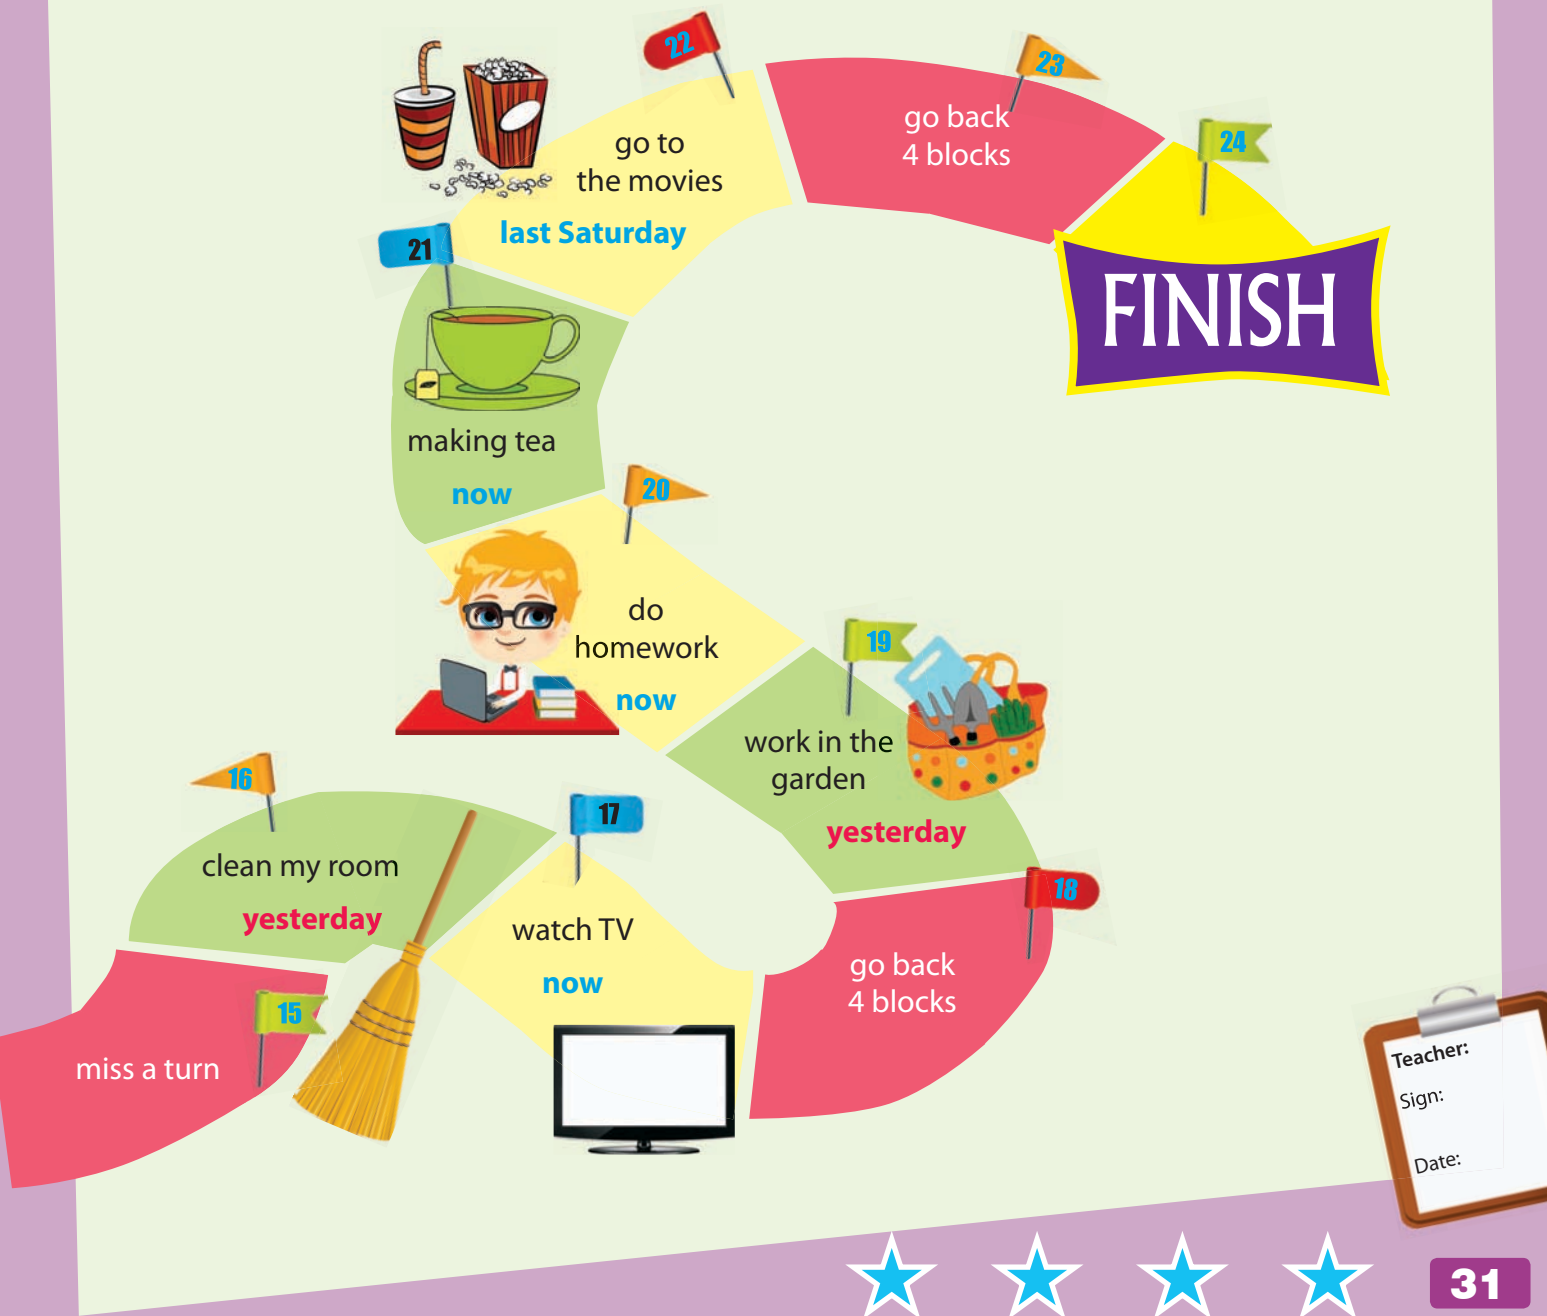 22
go to
the movies
last Saturday
23
go back
4 blocks
24
FINISH
21
making tea
now
20
do
homework
now
19
work in the
garden
yesterday
16
clean my room
yesterday
17
watch TV
now
18
go back
4 blocks
15
miss a turn
Teacher:
Sign:
Date:
31